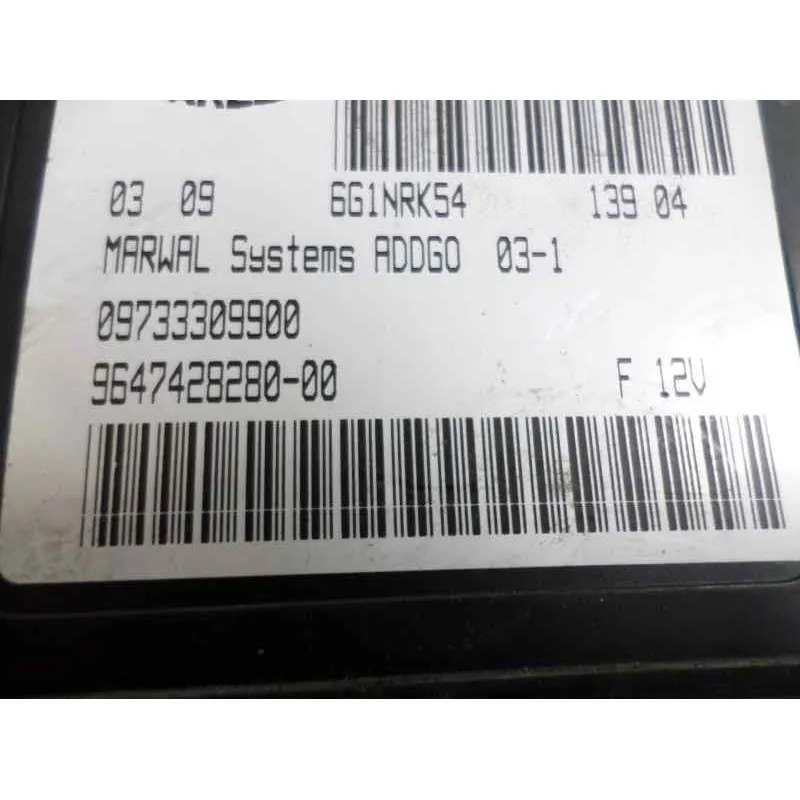 03 09 6G1NRK54 139 04
MARWAL Systems ADDGO 03-1
09733309900
9647428280-00 F 12V